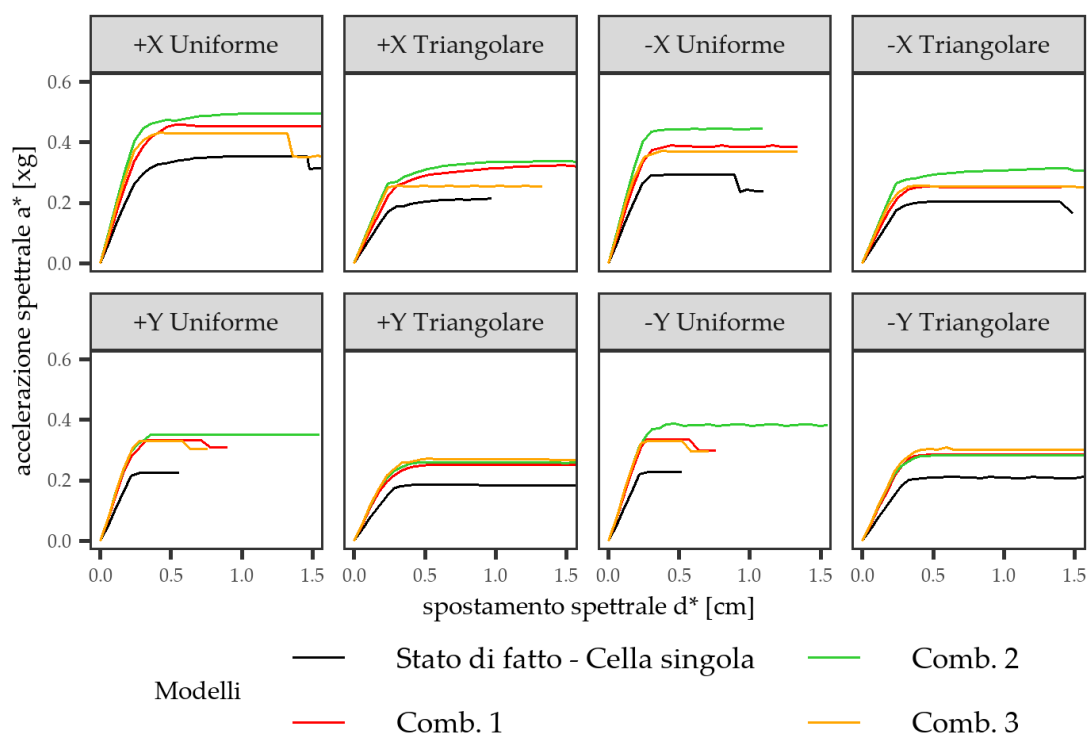 +X Uniforme +X Triangolare -X Uniforme -X Triangolare
0.6
0.4
0.2
0.0
+Y Uniforme +Y Triangolare -Y Uniforme -Y Triangolare
0.6
0.4
0.2
0.0
accelerazione spettrale a* [xg]
0.0 0.5 1.0 1.5 0.0 0.5 1.0 1.5 0.0 0.5 1.0 1.5 0.0 0.5 1.0 1.5
spostamento spettrale d* [cm]
Modelli
Stato di fatto - Cella singola Comb. 2
Comb. 1 Comb. 3